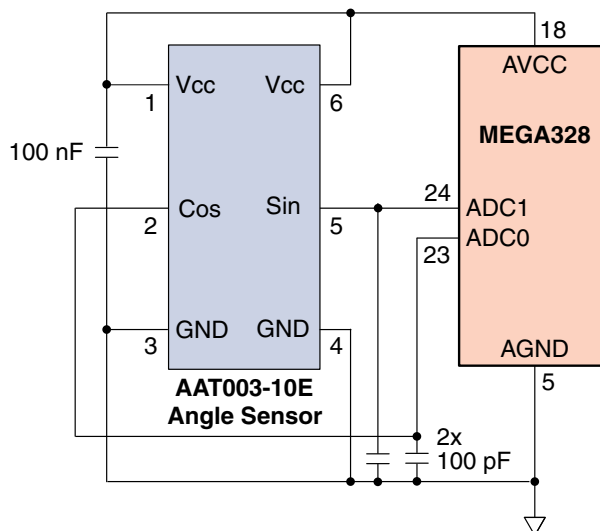 18
1 Vcc Vcc 6
AVCC
MEGA328
100 nF
24
2 Cos Sin 5
ADC1
ADC0
23
3 GND GND 4
AGND
5
AAT003-10E
Angle Sensor
2x
100 pF